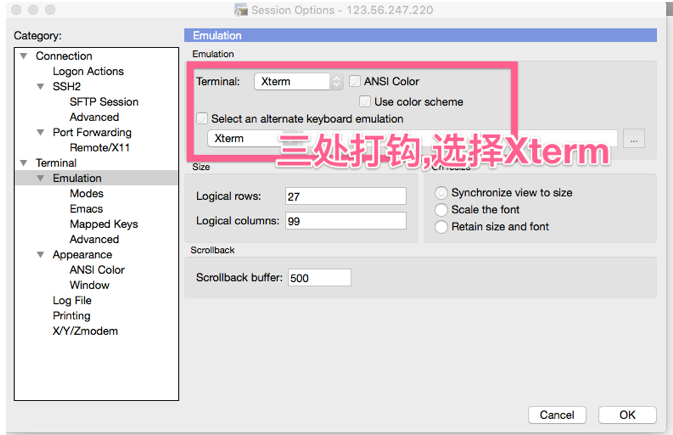 Session Options - 123.56.247.220
Category:
Connection
Logon Actions
SSH2
SFTP Session
Advanced
Port Forwarding
Remote/X11
Terminal
Emulation
Modes
Emacs
Mapped Keys
Advanced
Appearance
ANSI Color
Window
Log File
Printing
X/Y/Zmodem
Emulation
Emulation
Terminal: Xterm ANSI Color
Use color scheme
Select an alternate keyboard emulation
Xterm ...
三处打钩,选择Xterm
Size
Logical rows: 27
Logical columns: 99
On resize
Synchronize view to size
Scale the font
Retain size and font
Scrollback
Scrollback buffer: 500
Cancel OK